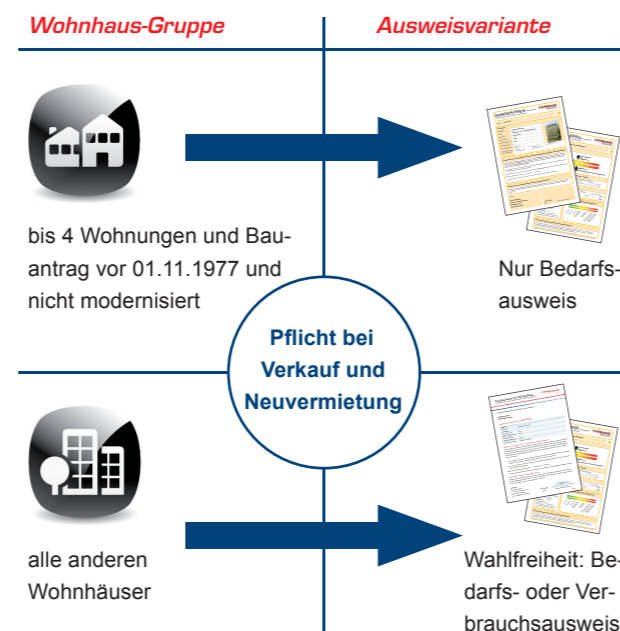 Wohnhaus-Gruppe
Ausweisvariante
bis 4 Wohnungen und Bau-
antrag vor 01.11.1977 und
nicht modernisiert
Nur Bedarfs-
ausweis
Pflicht bei
Verkauf und
Neuvermietung
alle anderen
Wohnhäuser
Wahlfreiheit: Be-
darfs- oder Ver-
brauchsausweis